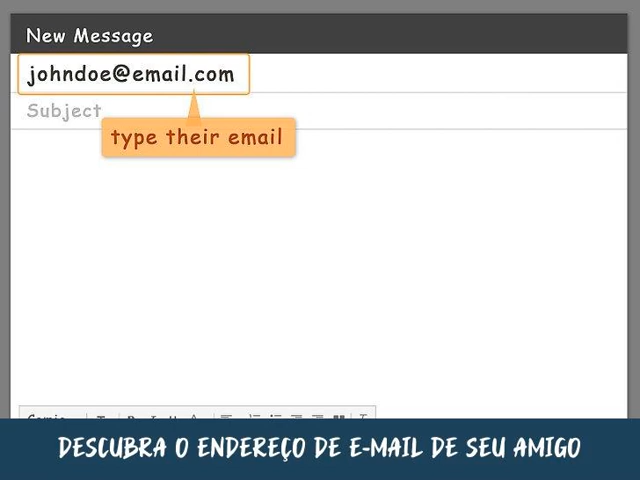 New Message
johndoe@email.com
Subject
type their email
DESCUBRA O ENDEREÇO DE E-MAIL DE SEU AMIGO